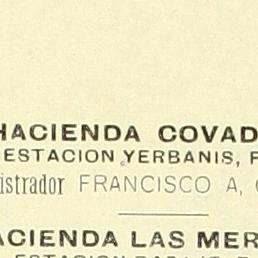 HACIENDA COVAD
ESTACION YERBANIS, F
istrador FRANCISCO A,
ACIENDA LAS MER